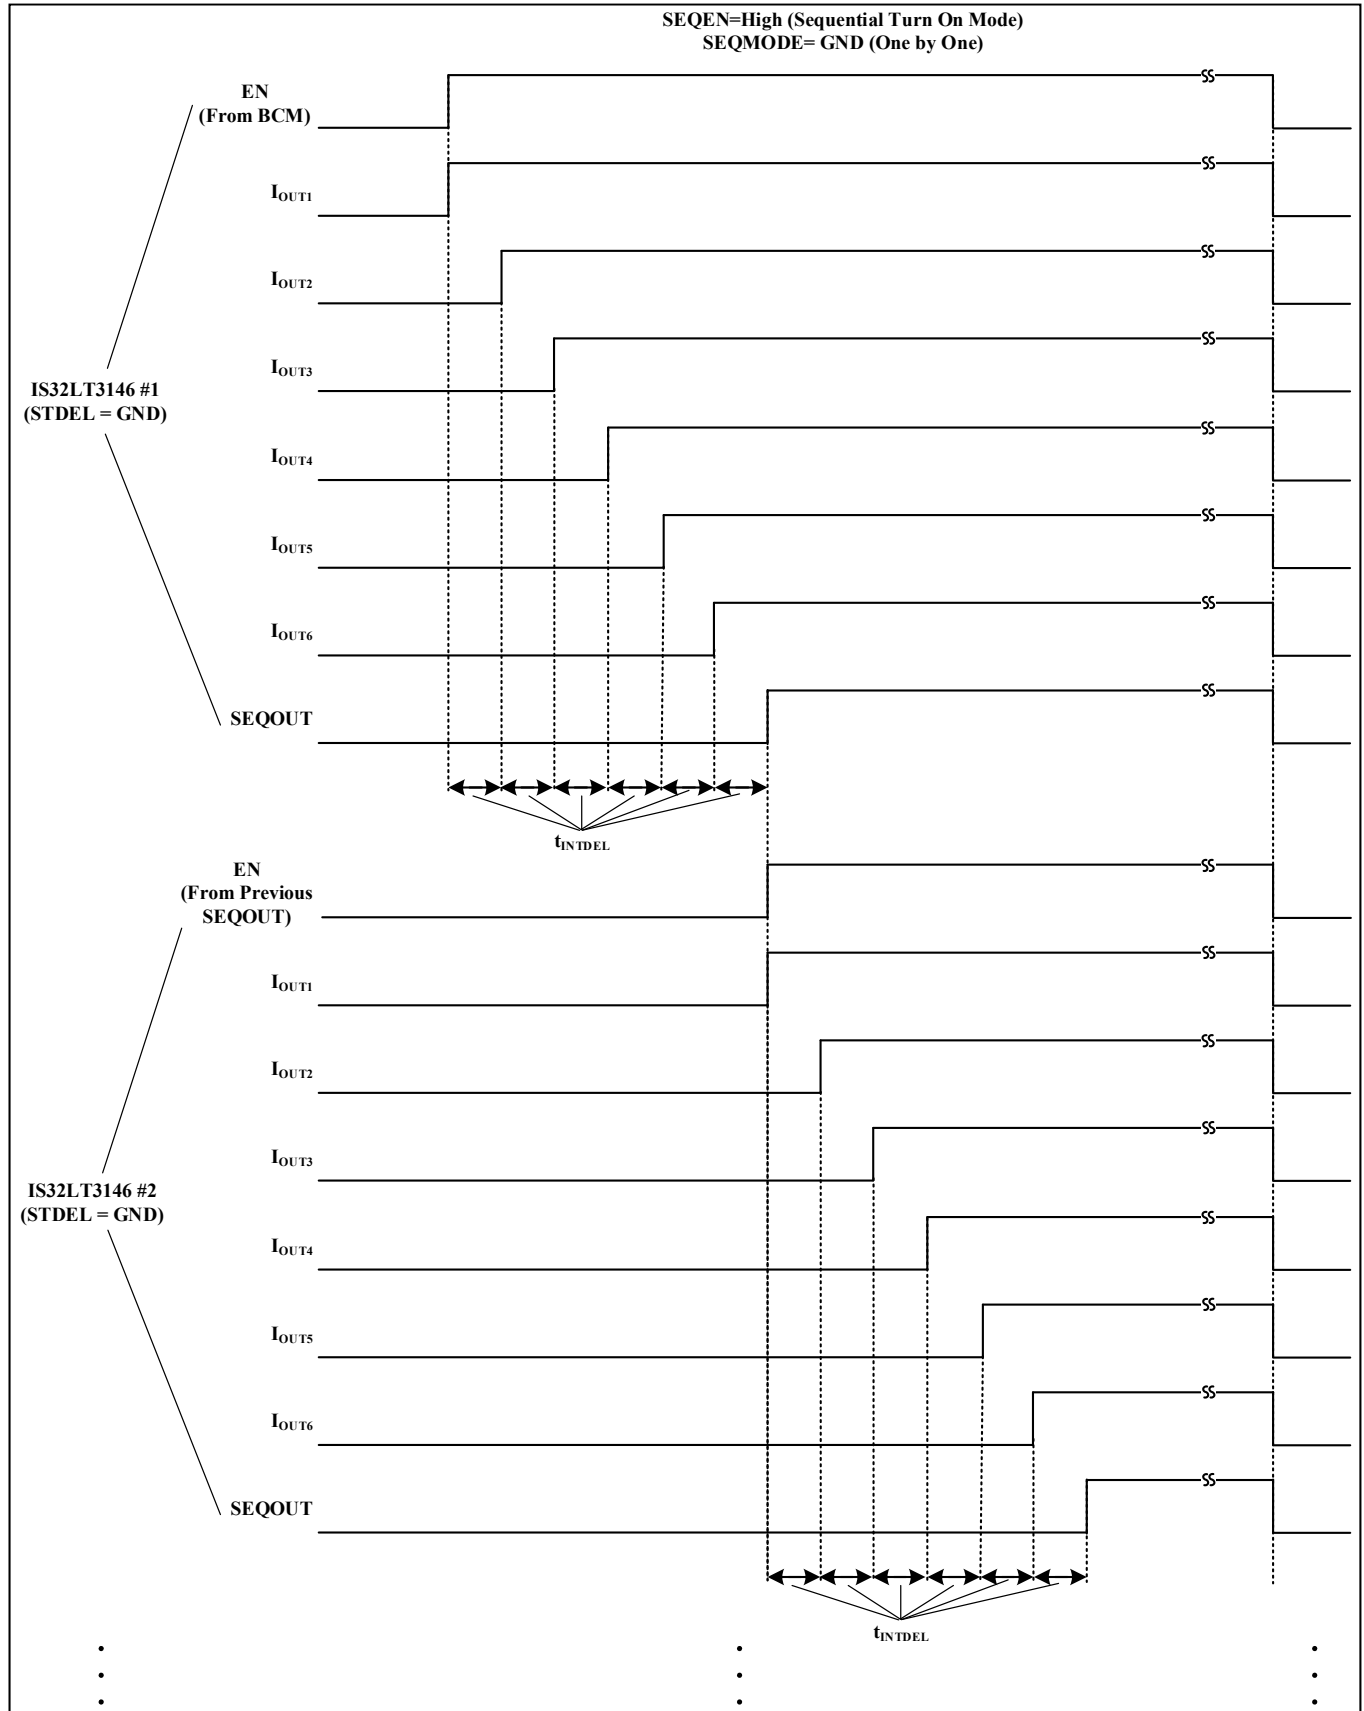 SEQEN=High (Sequential Turn On Mode)
SEQMODE= GND (One by One)
EN
(From BCM)
IOUT1
IOUT2
IOUT3
IS32LT3146 #1
(STDEL = GND)
IOUT4
IOUT5
IOUT6
SEQOUT
tINTDEL
EN
(From Previous
SEQOUT)
IOUT1
IOUT2
IOUT3
IS32LT3146 #2
(STDEL = GND)
IOUT4
IOUT5
IOUT6
SEQOUT
tINTDEL